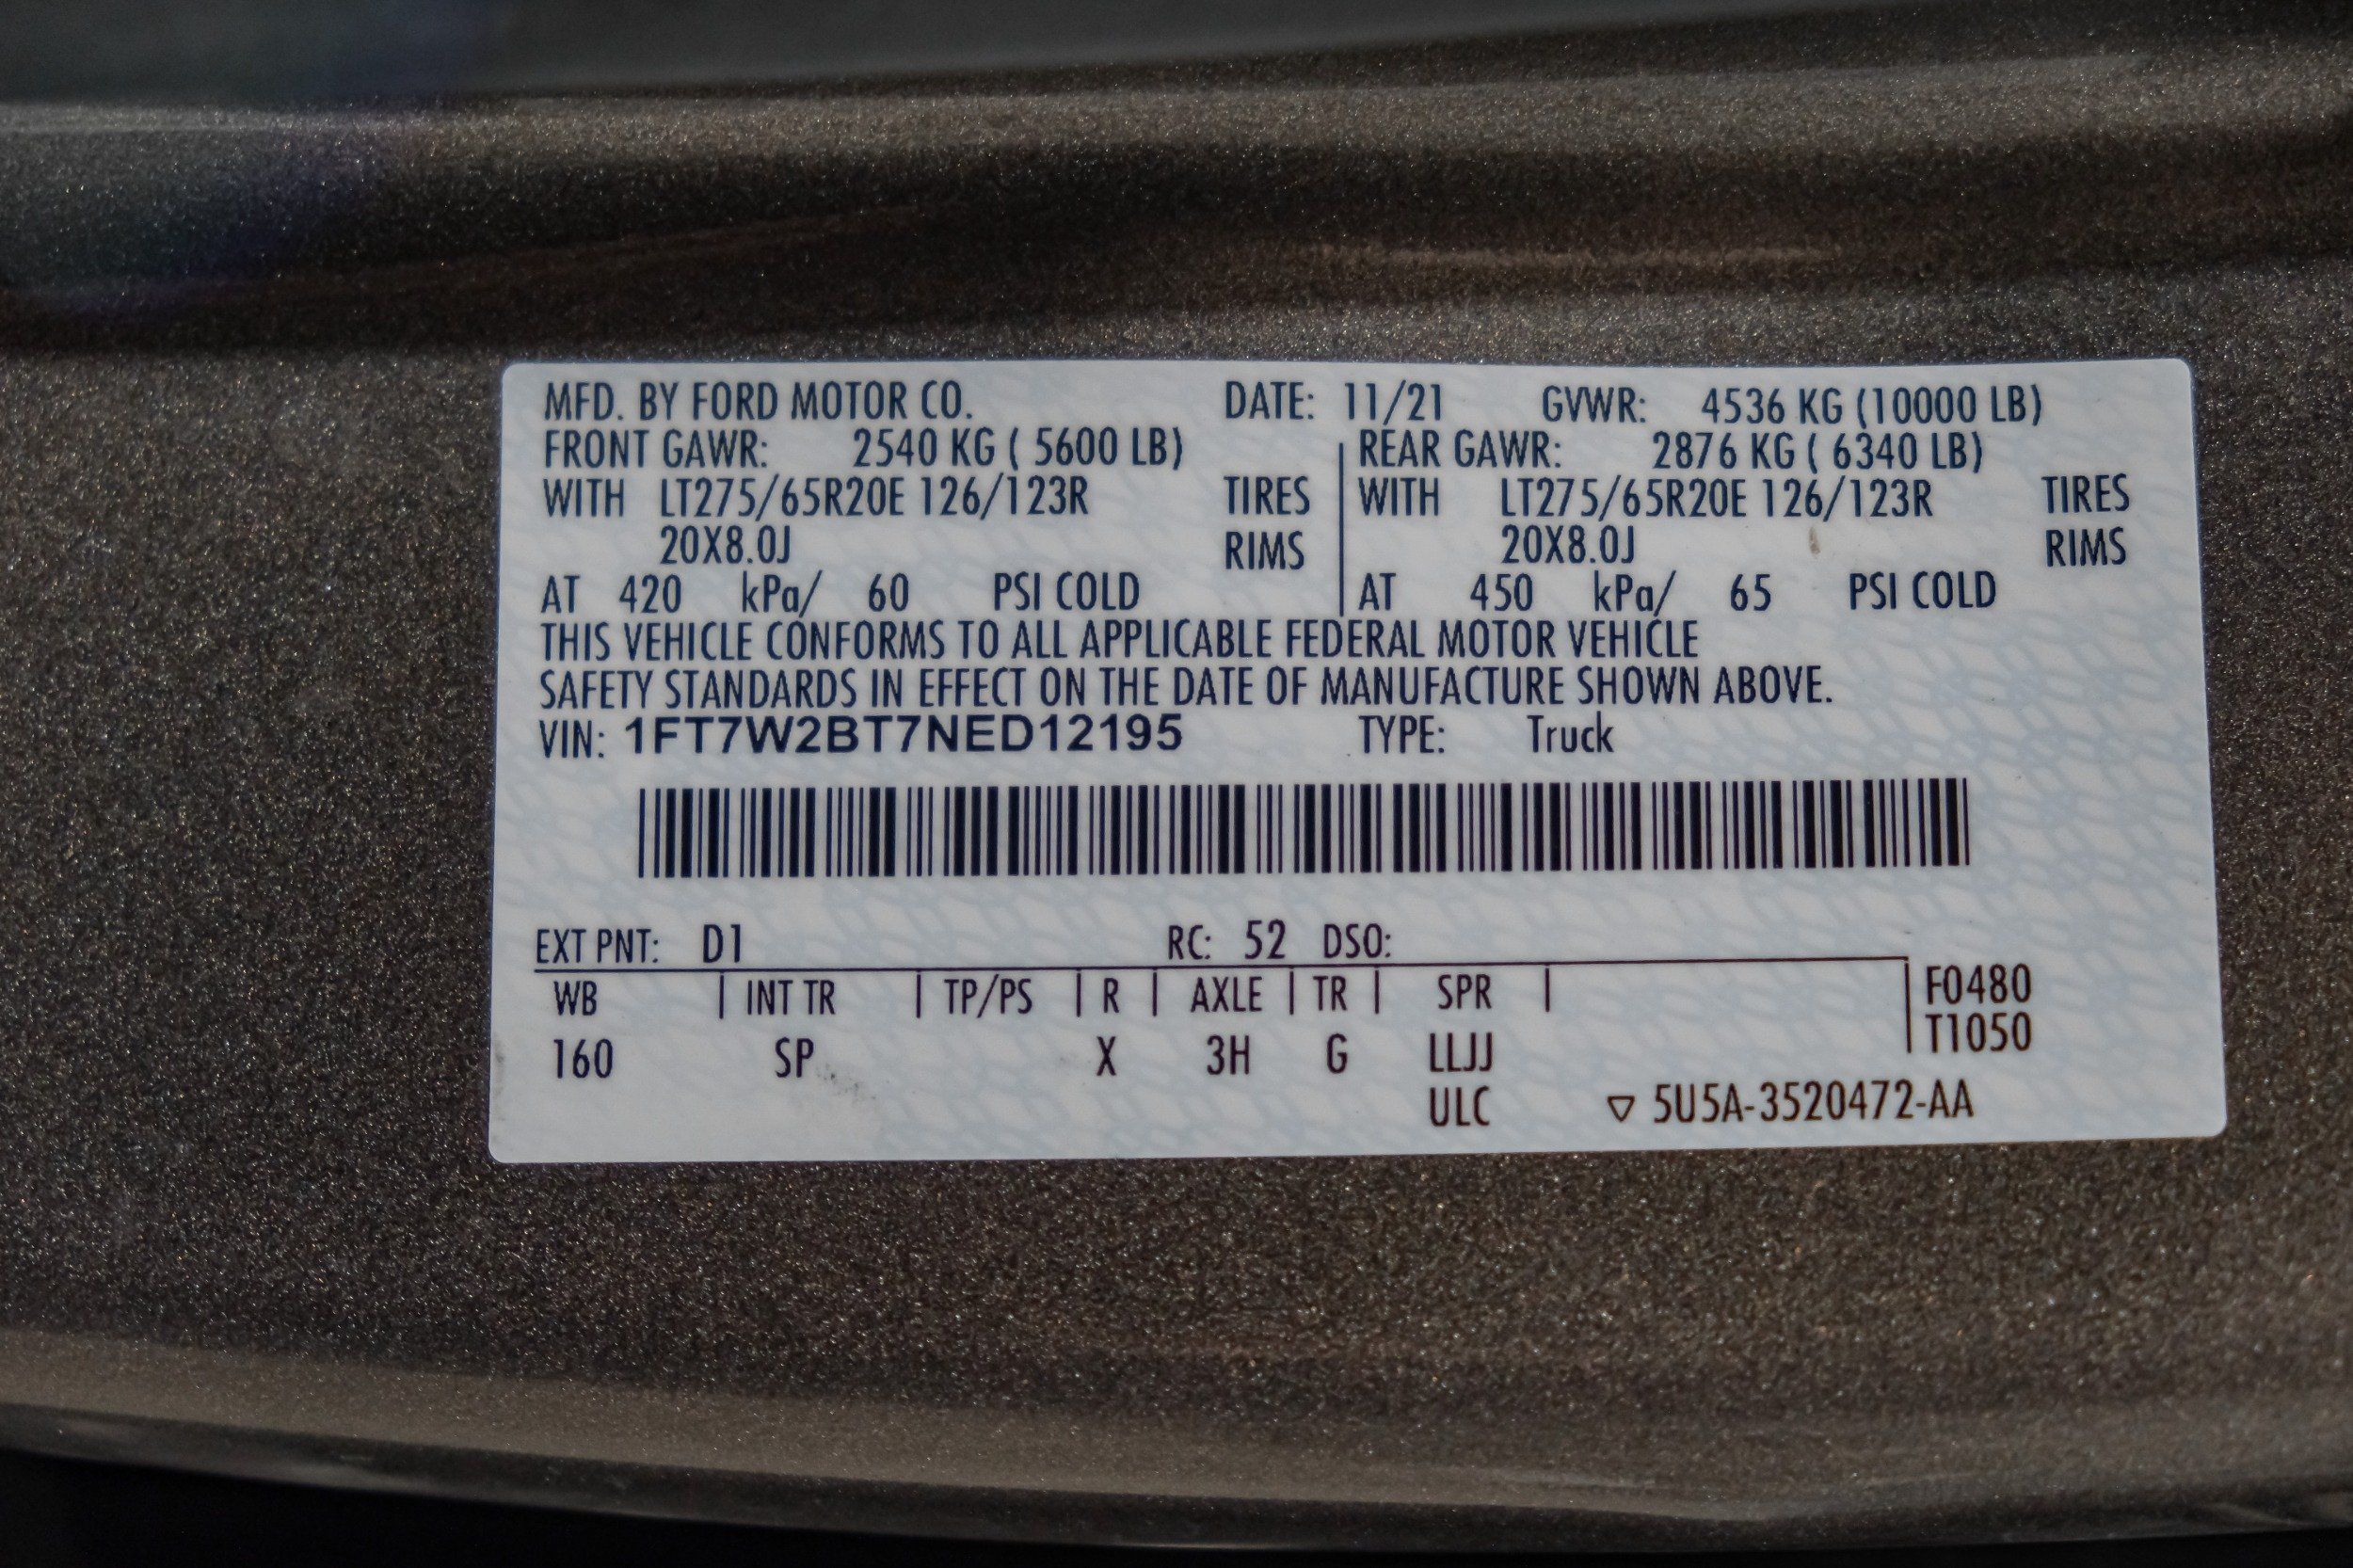 MFD. BY FORD MOTOR CO. DATE: 11/21 GVWR: 4536 KG (10000 LB)
FRONT GAWR: 2540 KG ( 5600 LB) REAR GAWR: 2876 KG ( 6340 LB)
WITH LT275/65R20E 126/123R TIRES WITH LT275/65R20E 126/123R TIRES
20X8.0J RIMS 20X8.0J RIMS
AT 420 kPa/ 60 PSI COLD AT 450 kPa/ 65 PSI COLD
THIS VEHICLE CONFORMS TO ALL APPLICABLE FEDERAL MOTOR VEHICLE
SAFETY STANDARDS IN EFFECT ON THE DATE OF MANUFACTURE SHOWN ABOVE.
VIN: 1FT7W2BT7NED12195 TYPE: Truck
EXT PNT: D1 RC: 52 DSO:
WB INT TR TP/PS R AXLE TR SPR F0480
T1050
160 SP X 3H G LLJJ
ULC ▽ 5U5A-3520472-AA